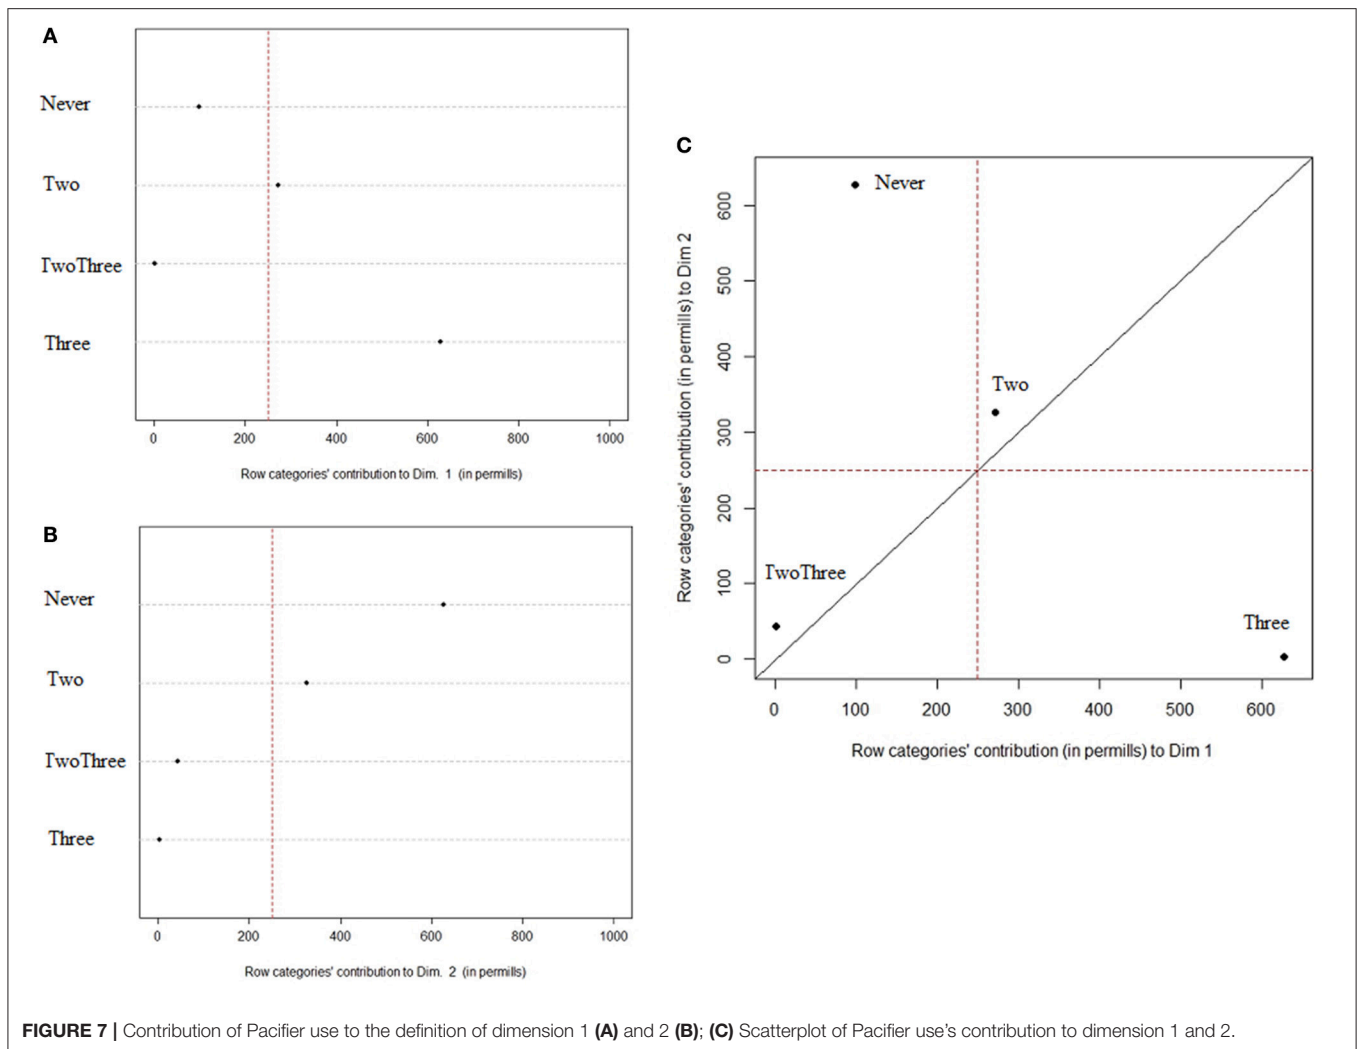 A
Never
Two
TwoThree
Three
0 200 400 600 800 1000
Row categories' contribution to Dim. 1 (in permills)
B
Never
Two
TwoThree
Three
0 200 400 600 800 1000
Row categories' contribution to Dim. 2 (in permills)
C
Row categories' contribution (in permills) to Dim 2
600
500
400
300
200
100
0
Never
Two
TwoThree
Three
0 100 200 300 400 500 600
Row categories' contribution (in permills) to Dim 1
FIGURE 7 | Contribution of Pacifier use to the definition of dimension 1 (A) and 2 (B); (C) Scatterplot of Pacifier use's contribution to dimension 1 and 2.